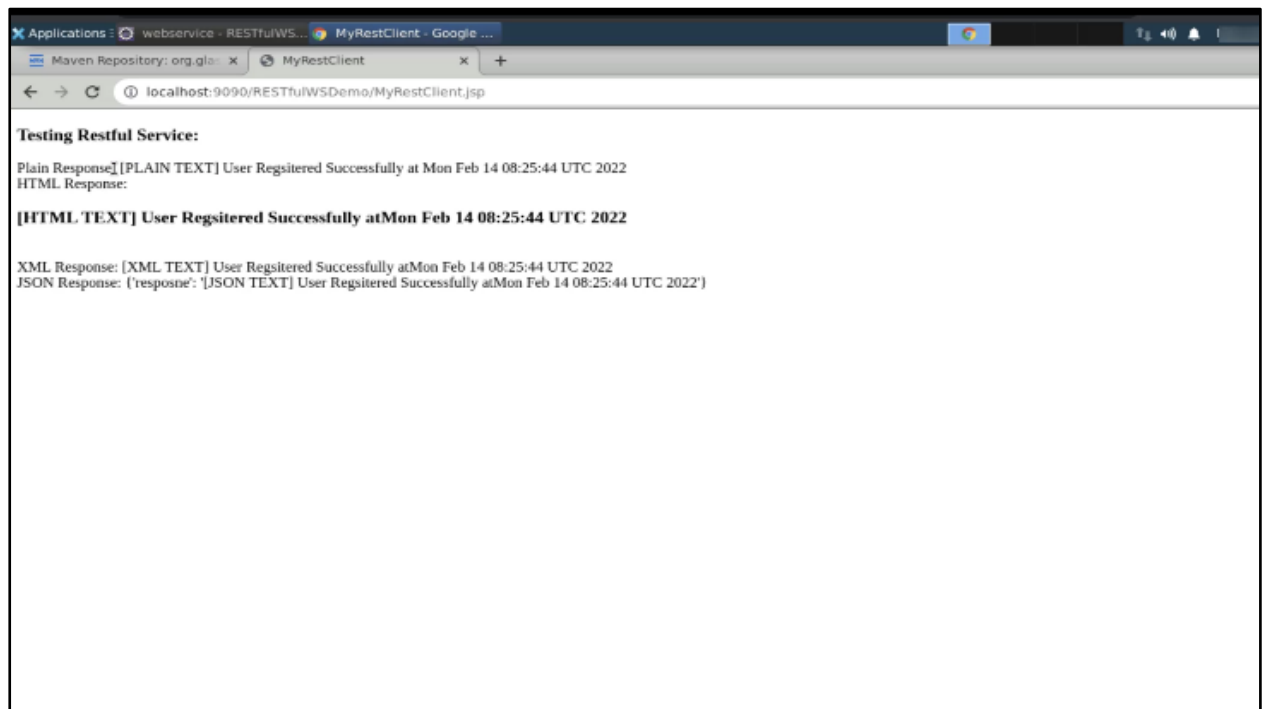 Applications
webservice - RESTfulWS...
MyRestClient - Google ...
Maven Repository: org.gla
MyRestClient
localhost:9090/RESTfulWSDemo/MyRestClient.jsp
Testing Restful Service:
Plain Response: [PLAIN TEXT] User Regsitered Successfully at Mon Feb 14 08:25:44 UTC 2022
HTML Response:
[HTML TEXT] User Regsitered Successfully atMon Feb 14 08:25:44 UTC 2022
XML Response: [XML TEXT] User Regsitered Successfully atMon Feb 14 08:25:44 UTC 2022
JSON Response: {'resposne': '[JSON TEXT] User Regsitered Successfully atMon Feb 14 08:25:44 UTC 2022'}